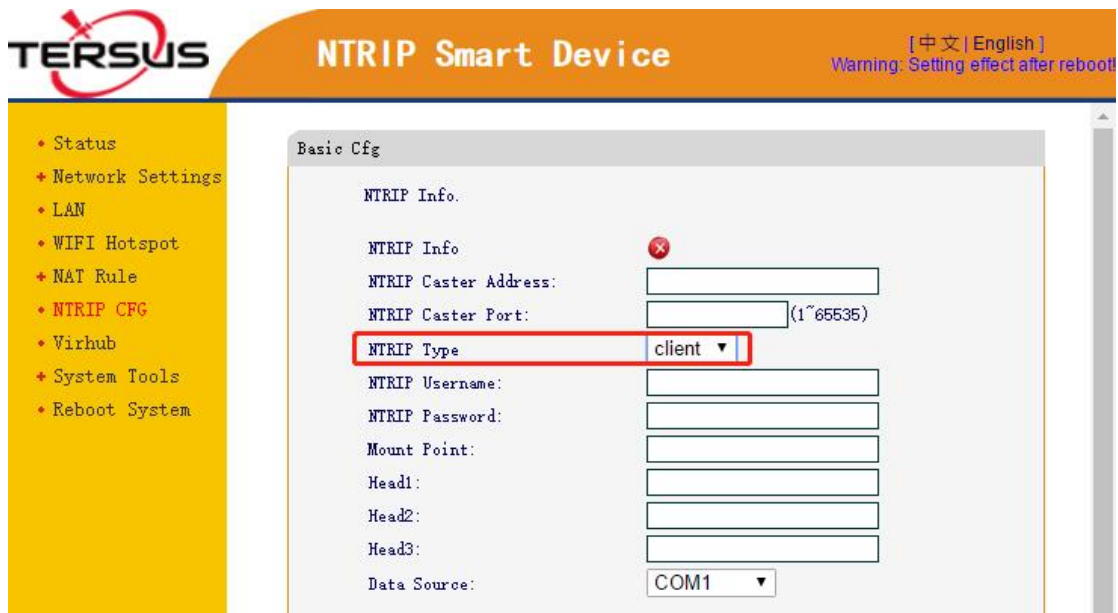 TERSUS
NTRIP Smart Device
[ 中文 | English ]
Warning: Setting effect after reboot!
Status
Network Settings
LAN
WIFI Hotspot
NAT Rule
NTRIP CFG
Virhub
System Tools
Reboot System
Basic Cfg
NTRIP Info.
NTRIP Info
NTRIP Caster Address:
NTRIP Caster Port: (1~65535)
NTRIP Type client
NTRIP Username:
NTRIP Password:
Mount Point:
Head1:
Head2:
Head3:
Data Source: COM1